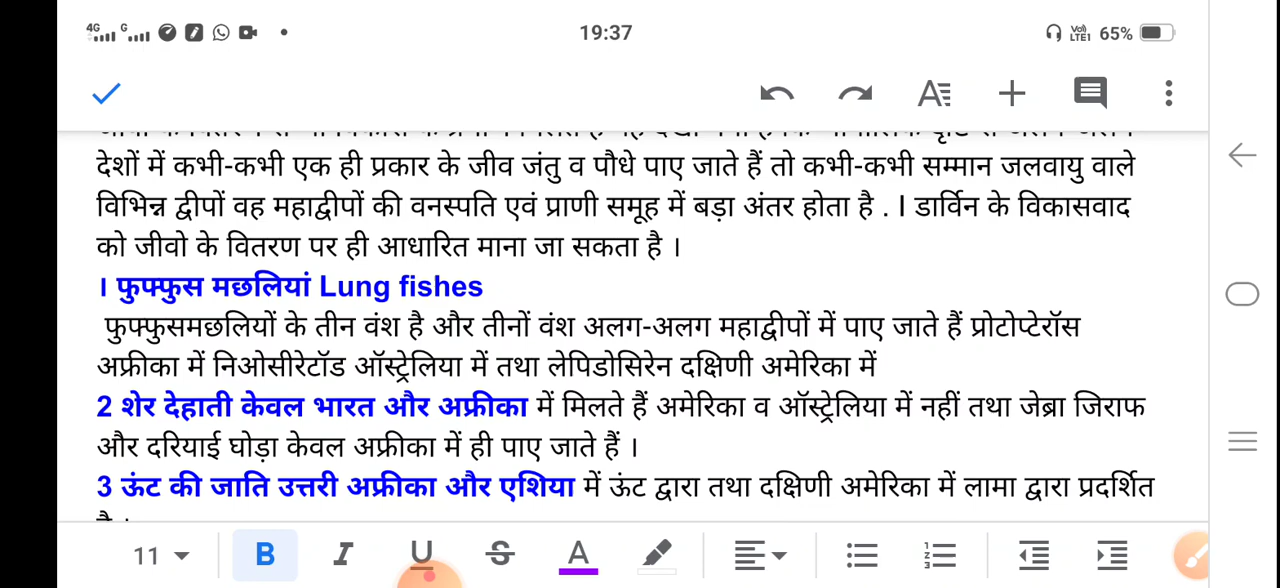 4G G
19:37
Vo) LTE1 65%
देशों में कभी-कभी एक ही प्रकार के जीव जंतु व पौधे पाए जाते हैं तो कभी-कभी सम्मान जलवायु वाले
विभिन्न द्वीपों वह महाद्वीपों की वनस्पति एवं प्राणी समूह में बड़ा अंतर होता है . l डार्विन के विकासवाद
को जीवो के वितरण पर ही आधारित माना जा सकता है ।
। फुफ्फुस मछलियां Lung fishes
फुफ्फुसमछलियों के तीन वंश है और तीनों वंश अलग-अलग महाद्वीपों में पाए जाते हैं प्रोटोप्टेरॉस
अफ्रीका में निओसीरेटॉड ऑस्ट्रेलिया में तथा लेपिडोसिरेन दक्षिणी अमेरिका में
2 शेर देहाती केवल भारत और अफ्रीका में मिलते हैं अमेरिका व ऑस्ट्रेलिया में नहीं तथा जेब्रा जिराफ
और दरियाई घोड़ा केवल अफ्रीका में ही पाए जाते हैं ।
3 ऊंट की जाति उत्तरी अफ्रीका और एशिया में ऊंट द्वारा तथा दक्षिणी अमेरिका में लामा द्वारा प्रदर्शित
11 B I U S A